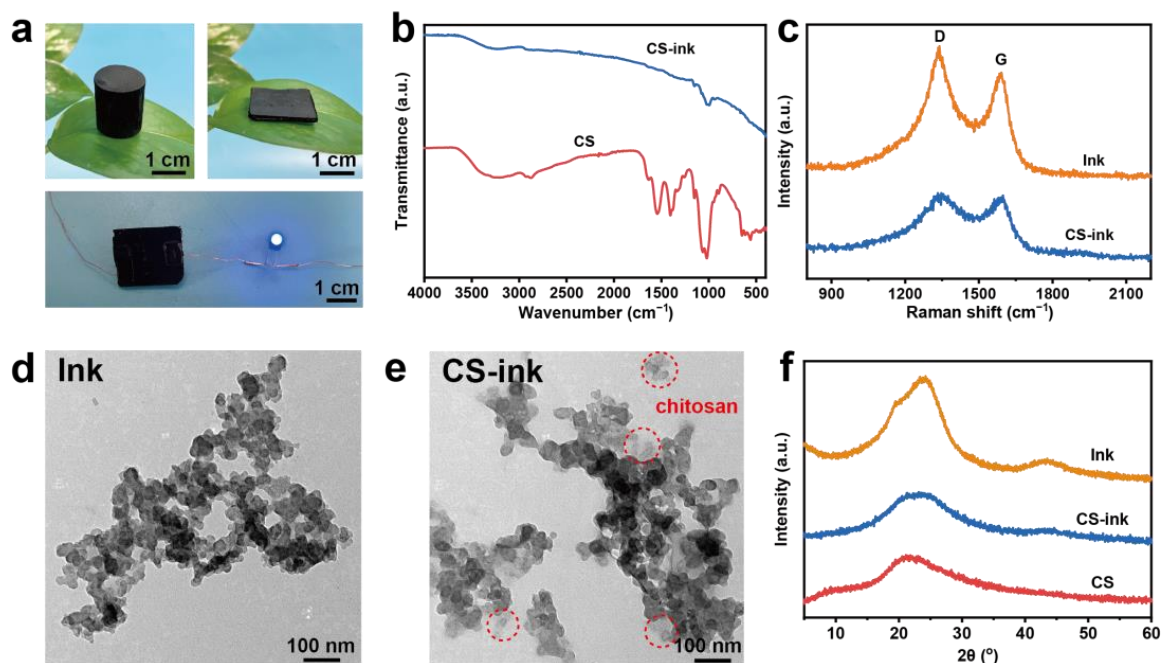 a
1 cm
1 cm
1 cm
b
CS-ink
CS
Transmittance (a.u.)
4000 3500 3000 2500 2000 1500 1000 500
Wavenumber (cm⁻¹)
c
D
G
Ink
CS-ink
Intensity (a.u.)
900 1200 1500 1800 2100
Raman shift (cm⁻¹)
d Ink
100 nm
e CS-ink
chitosan
100 nm
f
Ink
CS-ink
CS
Intensity (a.u.)
10 20 30 40 50 60
2θ (°)